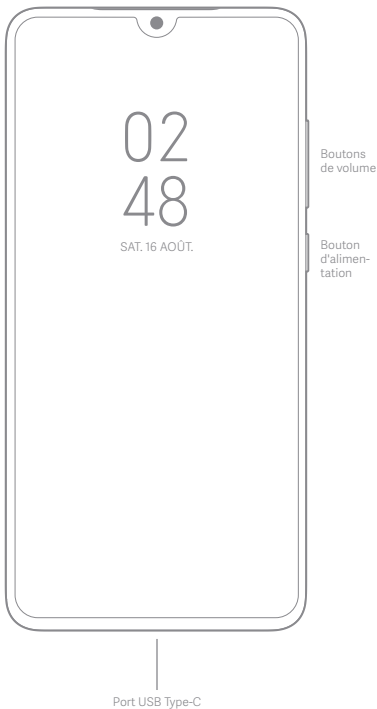 02
48
SAT. 16 AOÛT.
Boutons
de volume
Bouton
d'alimen-
tation
Port USB Type-C